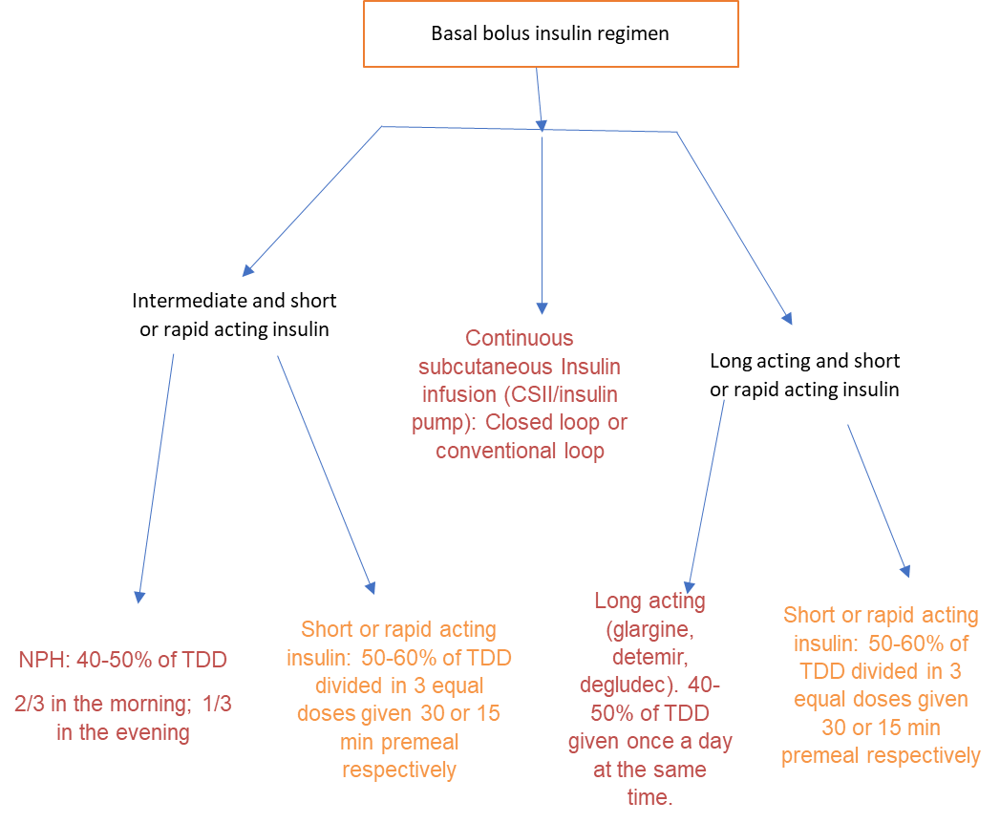 Basal bolus insulin regimen
Intermediate and short
or rapid acting insulin
Continuous
subcutaneous Insulin
infusion (CSII/insulin
pump): Closed loop or
conventional loop
Long acting and short
or rapid acting insulin
NPH: 40-50% of TDD
2/3 in the morning; 1/3
in the evening
Short or rapid acting
insulin: 50-60% of TDD
divided in 3 equal
doses given 30 or 15
min premeal
respectively
Long acting
(glargine,
detemir,
degludec). 40-
50% of TDD
given once a day
at the same
time.
Short or rapid acting
insulin: 50-60% of
TDD divided in 3
equal doses given
30 or 15 min
premeal respectively